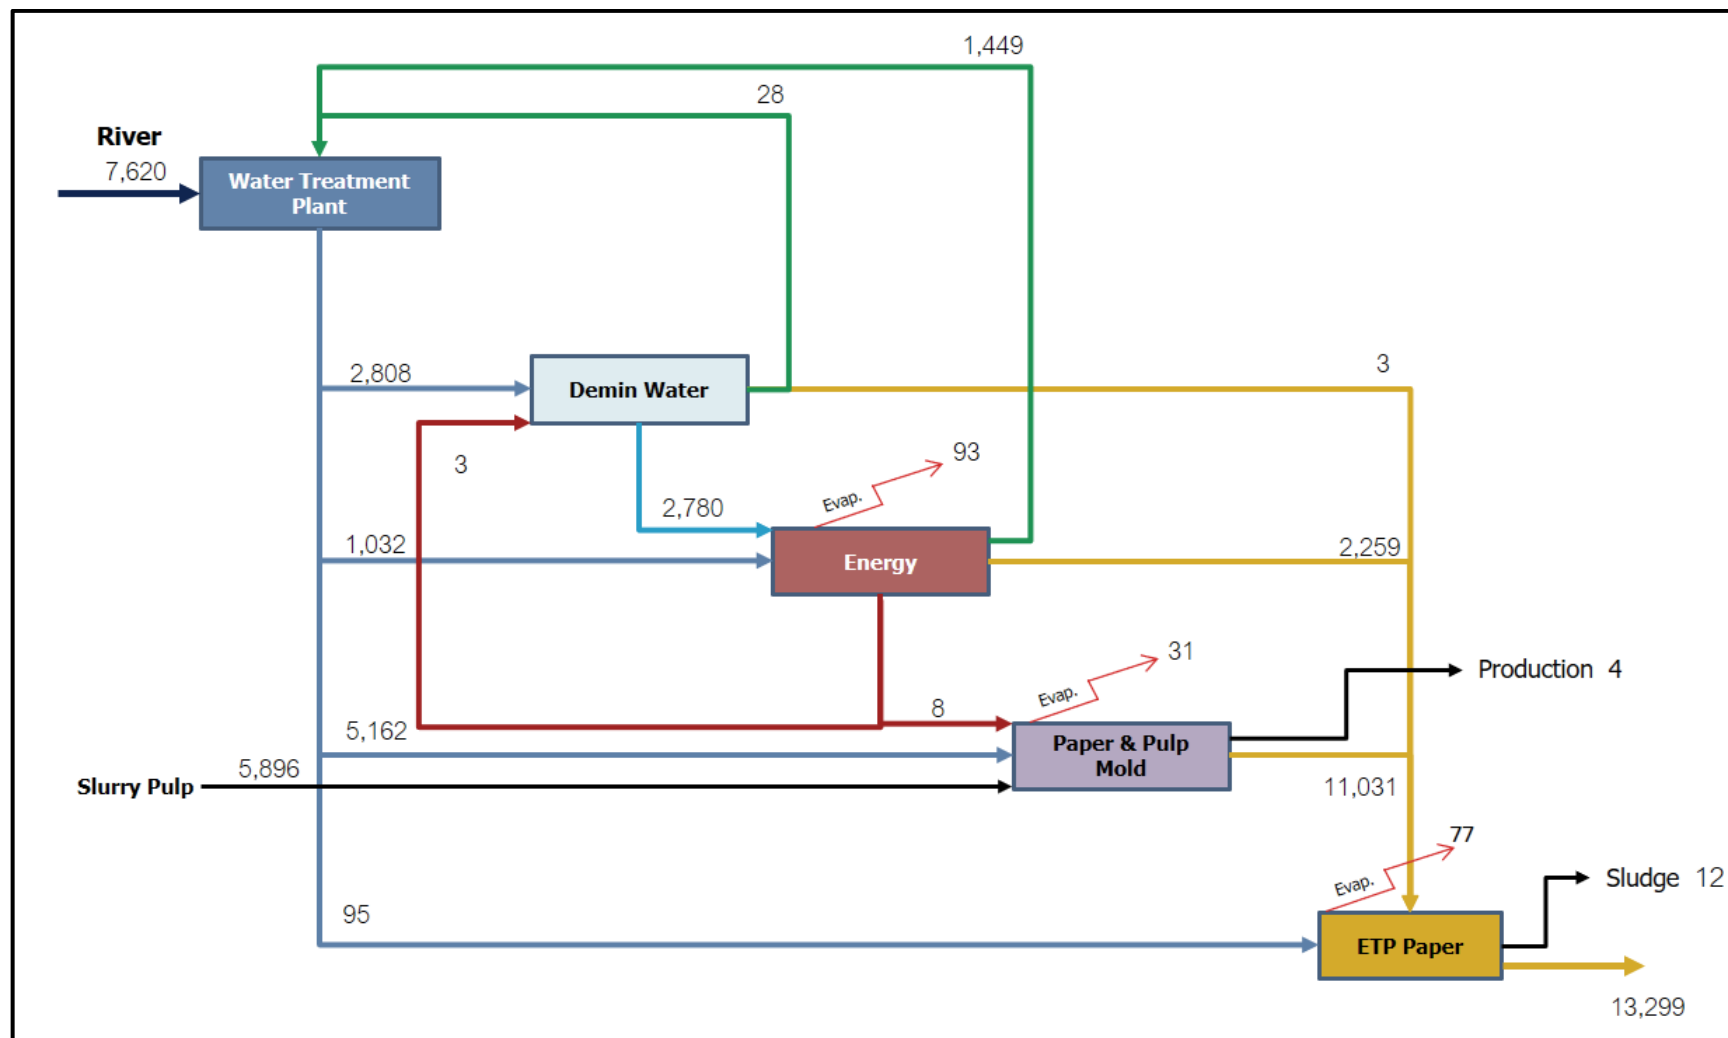 1,449
28
River
7,620
Water Treatment
Plant
2,808
Demin Water
3
3
93
Evap.
2,780
1,032
Energy
2,259
31
Evap.
Production 4
8
5,162
Paper & Pulp
Mold
5,896
Slurry Pulp
11,031
77
Evap.
Sludge 12
95
ETP Paper
13,299